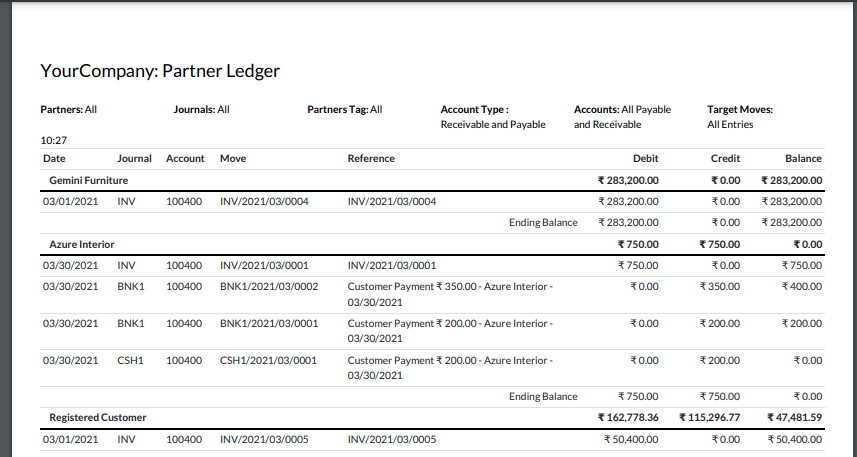 YourCompany: Partner Ledger
Partners: All Journals: All Partners Tag: All Account Type : Accounts: All Payable Target Moves:
Receivable and Payable and Receivable All Entries
10:27
Date Journal Account Move Reference Debit Credit Balance
Gemini Furniture ₹ 283,200.00 ₹ 0.00 ₹ 283,200.00
03/01/2021 INV 100400 INV/2021/03/0004 INV/2021/03/0004 ₹ 283,200.00 ₹ 0.00 ₹ 283,200.00
Ending Balance ₹ 283,200.00 ₹ 0.00 ₹ 283,200.00
Azure Interior ₹ 750.00 ₹ 750.00 ₹ 0.00
03/30/2021 INV 100400 INV/2021/03/0001 INV/2021/03/0001 ₹ 750.00 ₹ 0.00 ₹ 750.00
03/30/2021 BNK1 100400 BNK1/2021/03/0002 Customer Payment ₹ 350.00 - Azure Interior - ₹ 0.00 ₹ 350.00 ₹ 400.00
03/30/2021
03/30/2021 BNK1 100400 BNK1/2021/03/0001 Customer Payment ₹ 200.00 - Azure Interior - ₹ 0.00 ₹ 200.00 ₹ 200.00
03/30/2021
03/30/2021 CSH1 100400 CSH1/2021/03/0001 Customer Payment ₹ 200.00 - Azure Interior - ₹ 0.00 ₹ 200.00 ₹ 0.00
03/30/2021
Ending Balance ₹ 750.00 ₹ 750.00 ₹ 0.00
Registered Customer ₹ 162,778.36 ₹ 115,296.77 ₹ 47,481.59
03/01/2021 INV 100400 INV/2021/03/0005 INV/2021/03/0005 ₹ 50,400.00 ₹ 0.00 ₹ 50,400.00